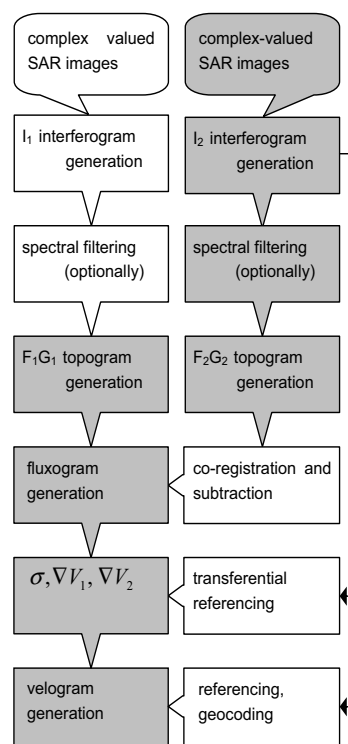 complex valued
SAR images
complex-valued
SAR images
I₁ interferogram
generation
I₂ interferogram
generation
spectral filtering
(optionally)
spectral filtering
(optionally)
F₁G₁ topogram
generation
F₂G₂ topogram
generation
fluxogram
generation
co-registration and
subtraction
σ,∇V₁, ∇V₂
transferential
referencing
velogram
generation
referencing,
geocoding